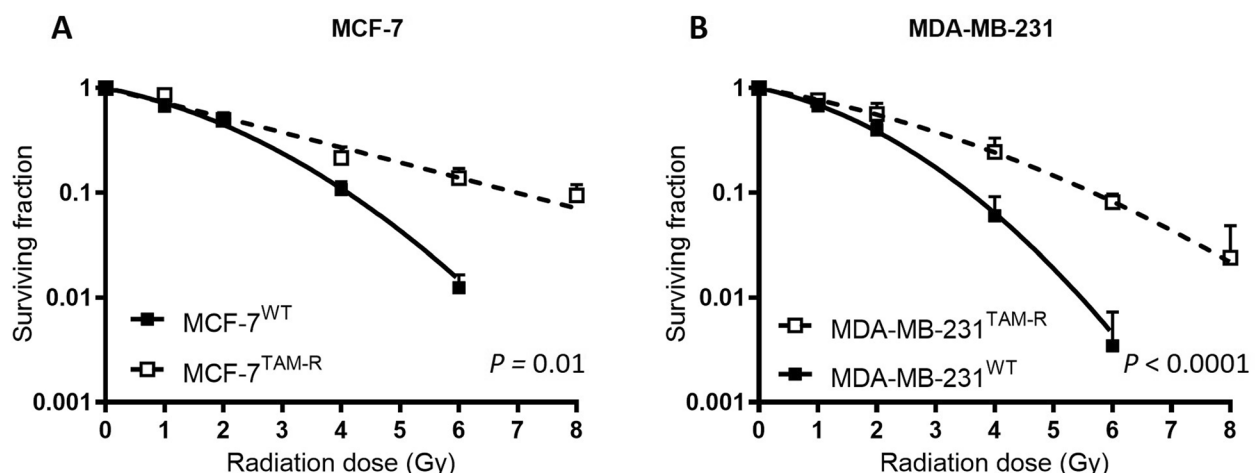 A
MCF-7
Surviving fraction
1
0.1
0.01
0.001
MCF-7^WT
MCF-7^TAM-R
P = 0.01
0 1 2 3 4 5 6 7 8
Radiation dose (Gy)
B
MDA-MB-231
Surviving fraction
1
0.1
0.01
0.001
MDA-MB-231^TAM-R
MDA-MB-231^WT
P < 0.0001
0 1 2 3 4 5 6 7 8
Radiation dose (Gy)